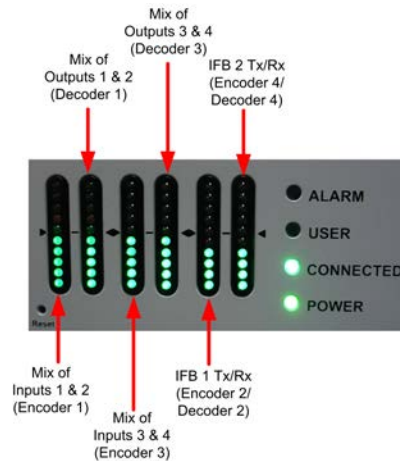 Mix of
Outputs 3 & 4
(Decoder 3)
Mix of
Outputs 1 & 2
(Decoder 1)
IFB 2 Tx/Rx
(Encoder 4/
Decoder 4)
ALARM
USER
CONNECTED
POWER
Reset
Mix of
Inputs 1 & 2
(Encoder 1)
IFB 1 Tx/Rx
(Encoder 2/
Decoder 2)
Mix of
Inputs 3 & 4
(Encoder 3)